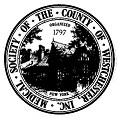 MEDICAL SOCIETY OF THE COUNTY OF WESTCHESTER, INC.
ORGANIZED
1797
NEW YORK